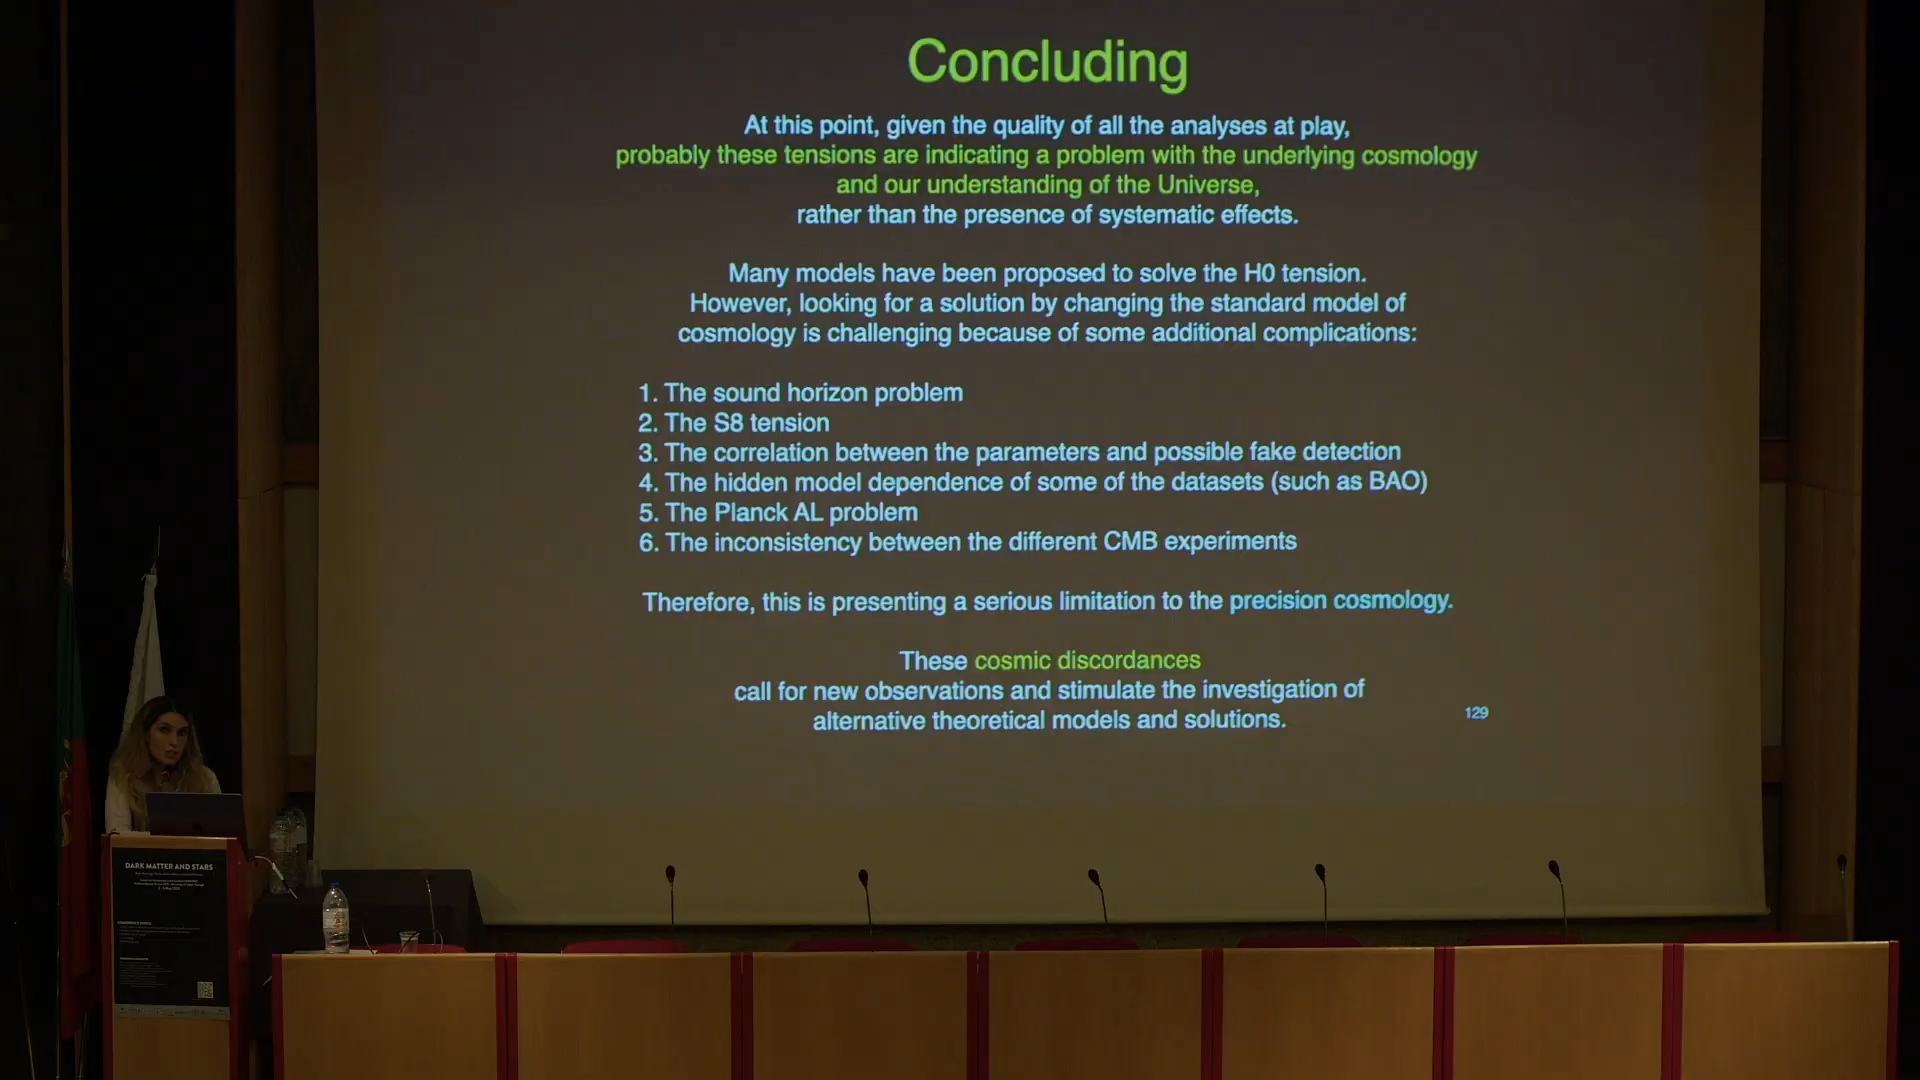 Concluding
At this point, given the quality of all the analyses at play,
probably these tensions are indicating a problem with the underlying cosmology
and our understanding of the Universe,
rather than the presence of systematic effects.
Many models have been proposed to solve the H0 tension.
However, looking for a solution by changing the standard model of
cosmology is challenging because of some additional complications:
1. The sound horizon problem
2. The S8 tension
3. The correlation between the parameters and possible fake detection
4. The hidden model dependence of some of the datasets (such as BAO)
5. The Planck AL problem
6. The inconsistency between the different CMB experiments
Therefore, this is presenting a serious limitation to the precision cosmology.
These cosmic discordances
call for new observations and stimulate the investigation of
alternative theoretical models and solutions.
129
DARK MATTER AND STARS